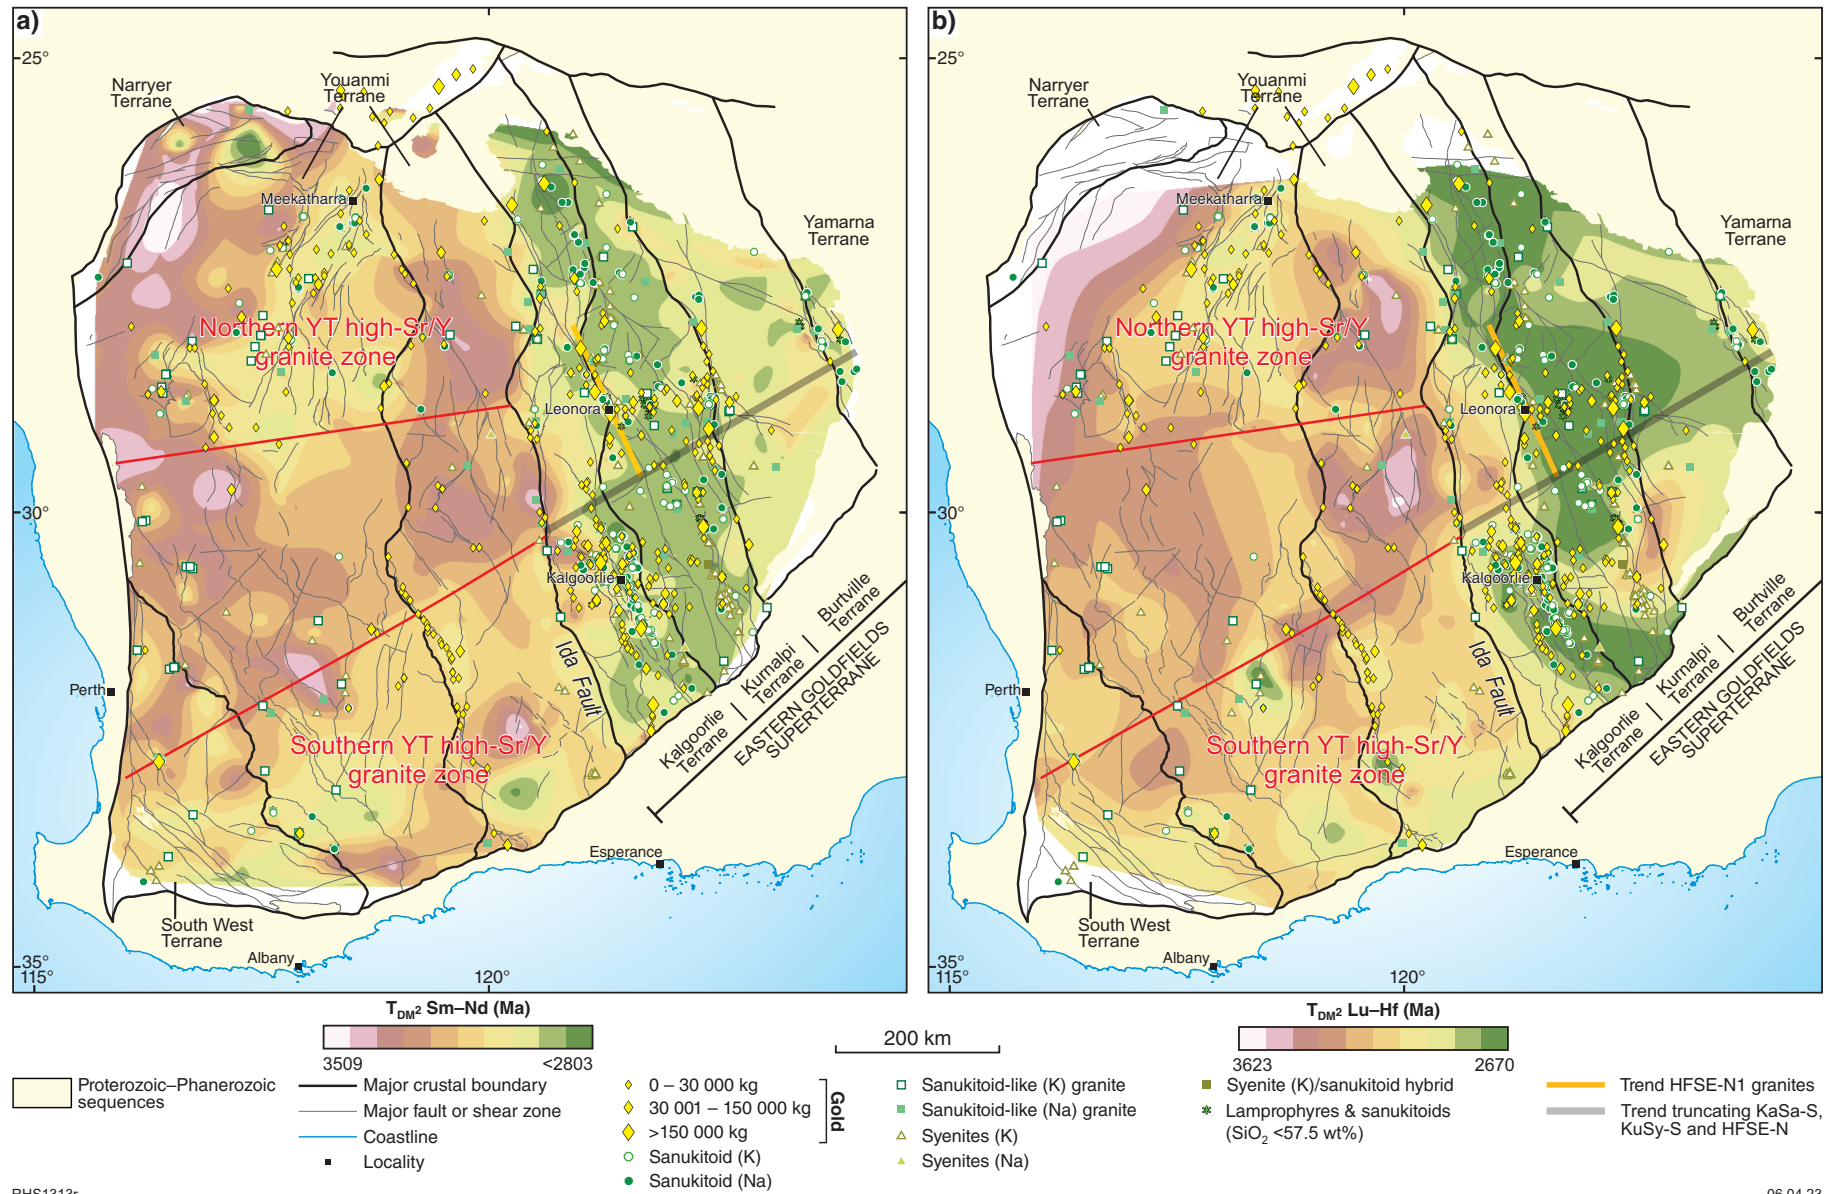 a)
25°
Narryer
Terrane
Youanmi
Terrane
Meekatharra
Yamarna
Terrane
Northern YT high-Sr/Y
granite zone
Leonora
30°
Kalgoorlie
Ida Fault
Perth
Southern YT high-Sr/Y
granite zone
Kalgoorlie
Terrane
Kurnalpi
Terrane
Burtville
Terrane
EASTERN GOLDFIELDS
SUPERTERRANE
Esperance
South West
Terrane
Albany
35°
115°
120°
b)
25°
Narryer
Terrane
Youanmi
Terrane
Meekatharra
Yamarna
Terrane
Northern YT high-Sr/Y
granite zone
Leonora
30°
Kalgoorlie
Ida Fault
Perth
Southern YT high-Sr/Y
granite zone
Kalgoorlie
Terrane
Kurnalpi
Terrane
Burtville
Terrane
EASTERN GOLDFIELDS
SUPERTERRANE
Esperance
South West
Terrane
Albany
35°
115°
120°
TDM² Sm–Nd (Ma)
3509 <2803
200 km
TDM² Lu–Hf (Ma)
3623 2670
Proterozoic–Phanerozoic
sequences
Major crustal boundary
Major fault or shear zone
Coastline
Locality
0 – 30 000 kg
30 001 – 150 000 kg
>150 000 kg
Gold
Sanukitoid (K)
Sanukitoid (Na)
Sanukitoid-like (K) granite
Sanukitoid-like (Na) granite
Syenites (K)
Syenites (Na)
Syenite (K)/sanukitoid hybrid
Lamprophyres & sanukitoids
(SiO₂ <57.5 wt%)
Trend HFSE-N1 granites
Trend truncating KaSa-S,
KuSy-S and HFSE-N